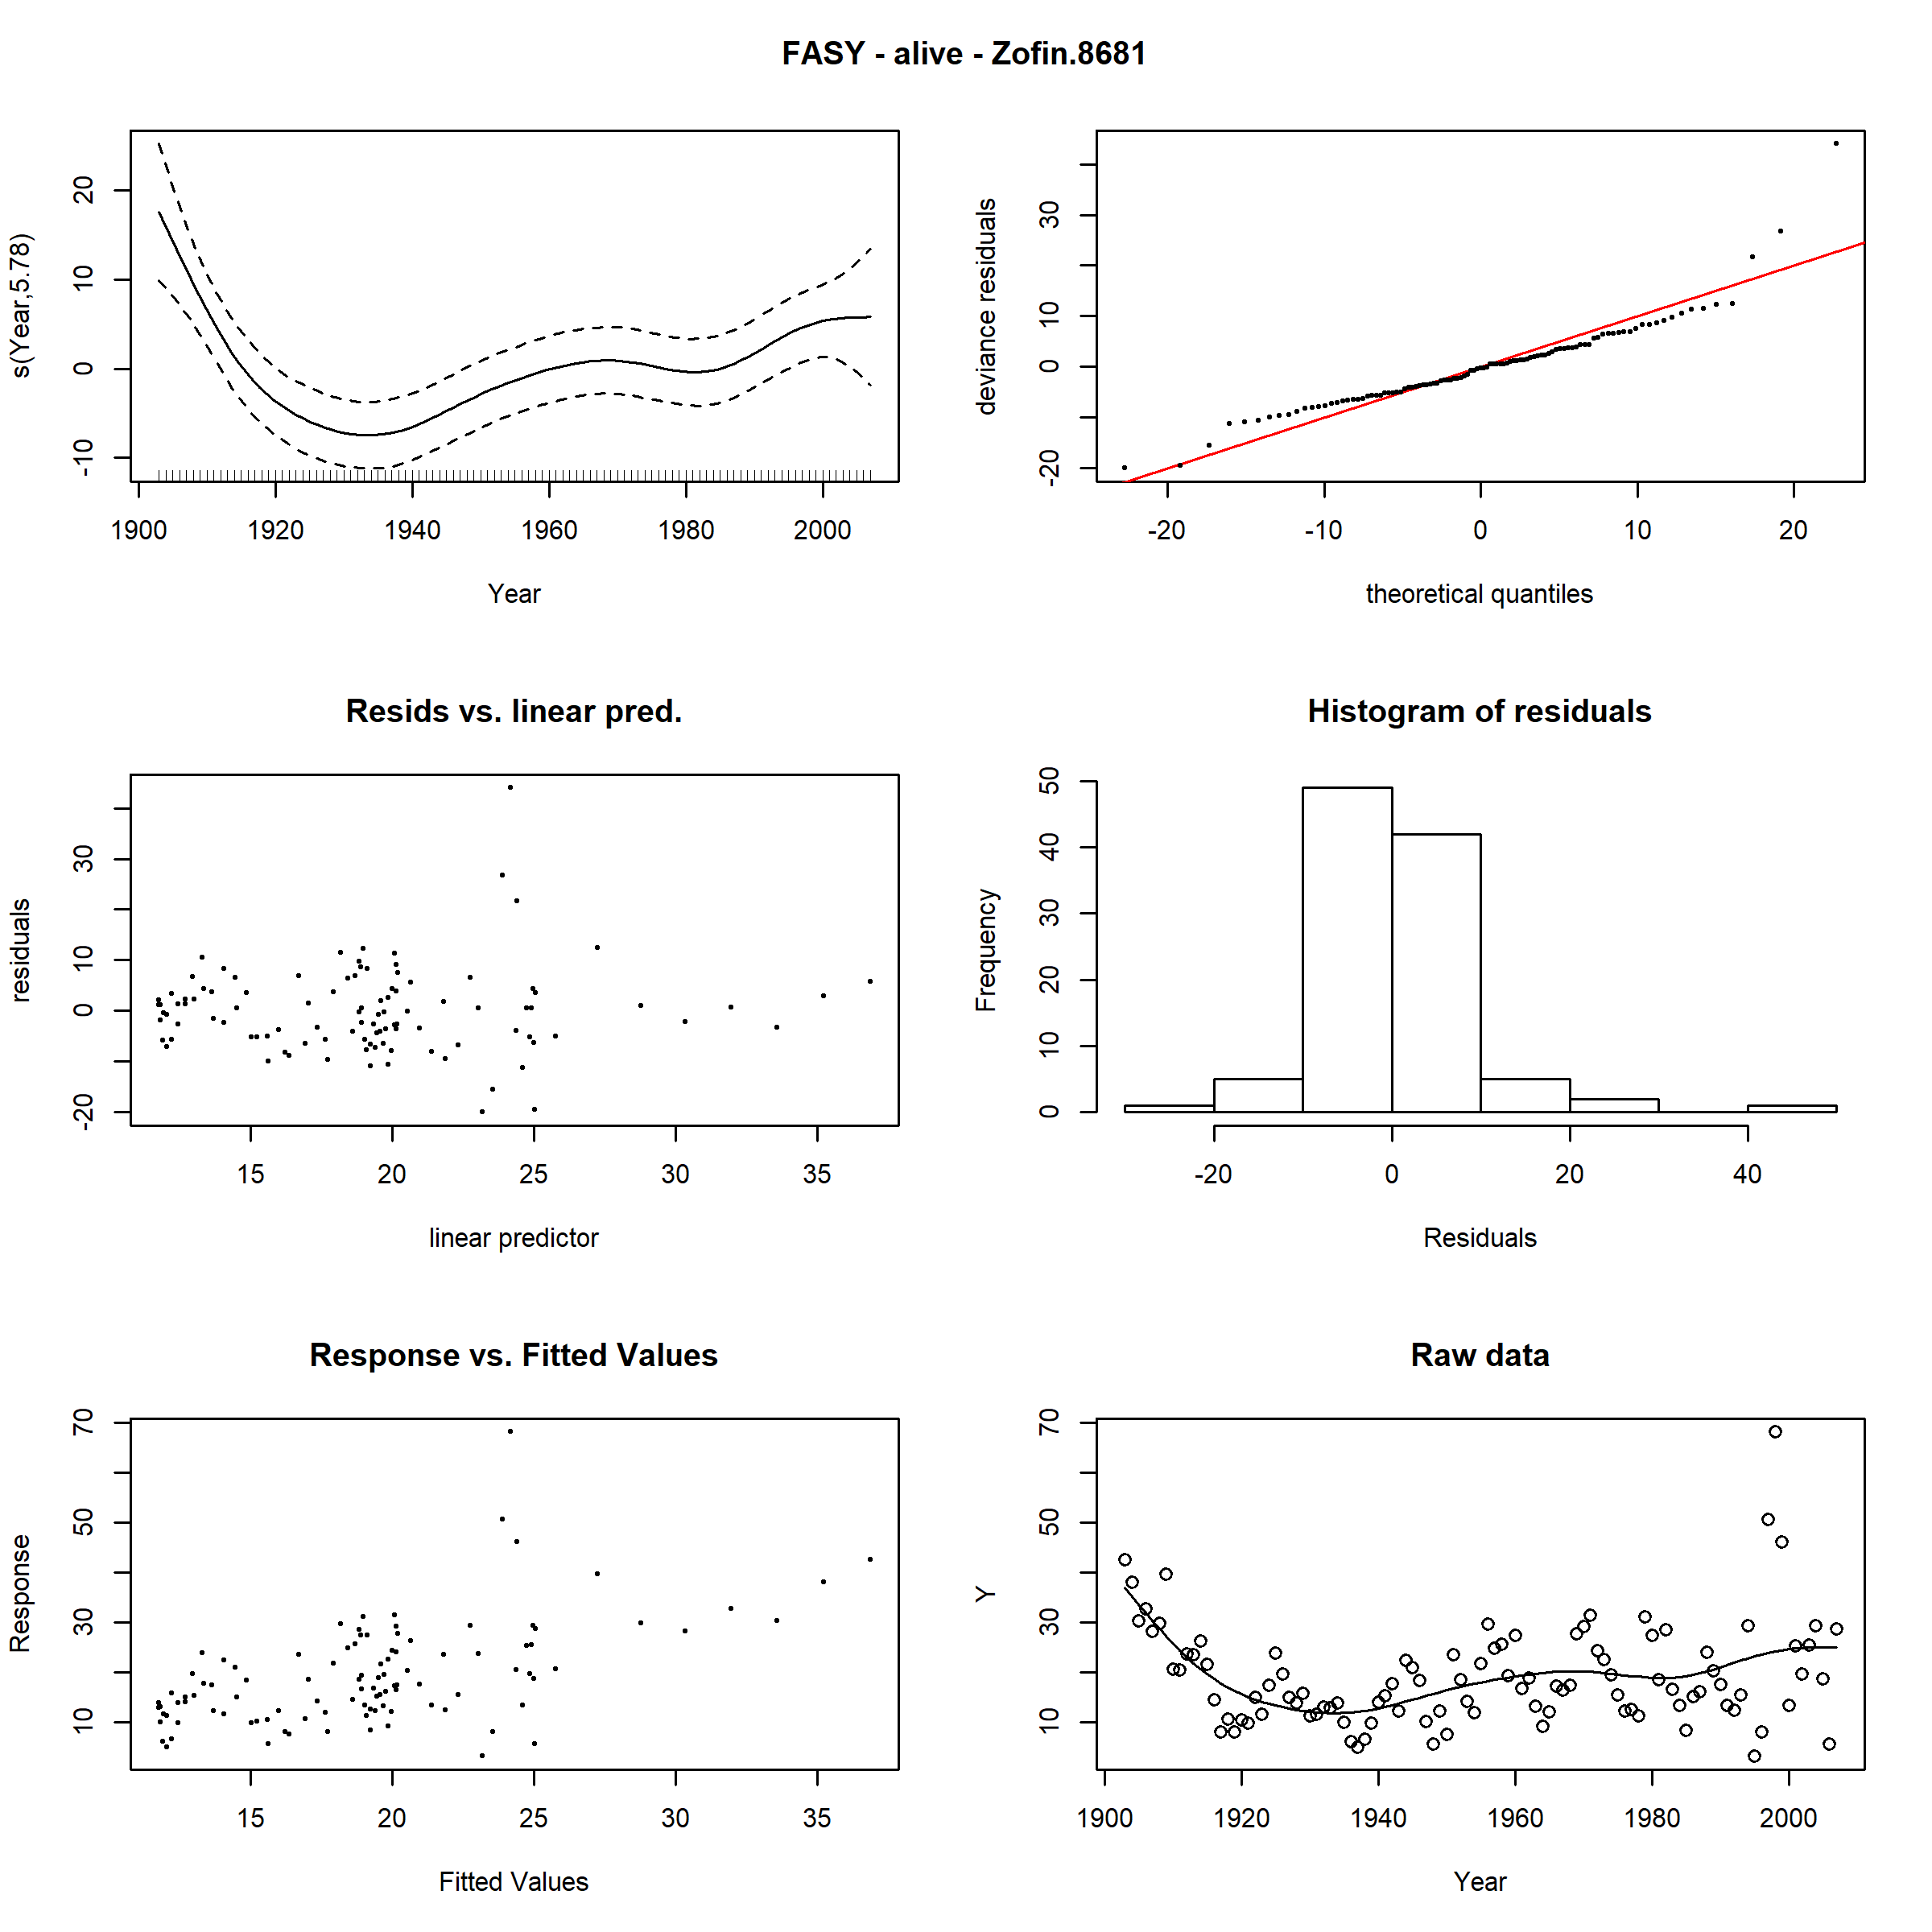 FASY - alive - Zofin.8681
s(Year,5.78)
20
10
0
-10
1900 1920 1940 1960 1980 2000
Year
deviance residuals
30
10
0
-20
-20 -10 0 10 20
theoretical quantiles
Resids vs. linear pred.
residuals
30
10
0
-20
15 20 25 30 35
linear predictor
Histogram of residuals
Frequency
50
40
30
20
10
0
-20 0 20 40
Residuals
Response vs. Fitted Values
Response
70
50
30
10
15 20 25 30 35
Fitted Values
Raw data
Y
70
50
30
10
1900 1920 1940 1960 1980 2000
Year